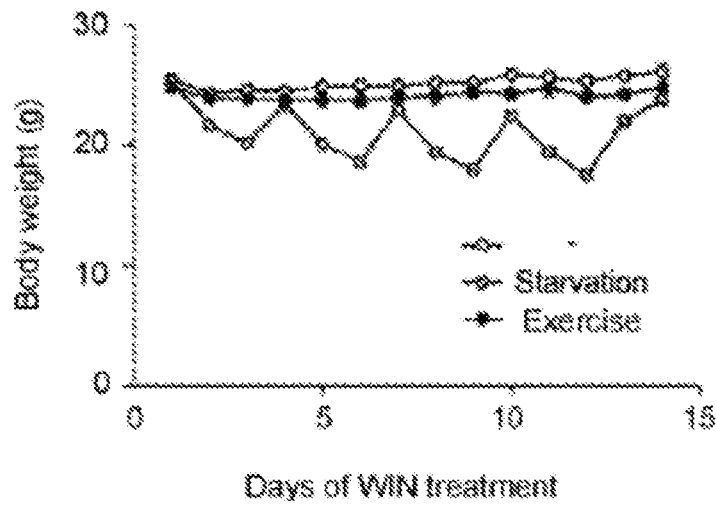 30
20
10
0
Body weight (g)
-
Starvation
Exercise
0 5 10 15
Days of WIN treatment